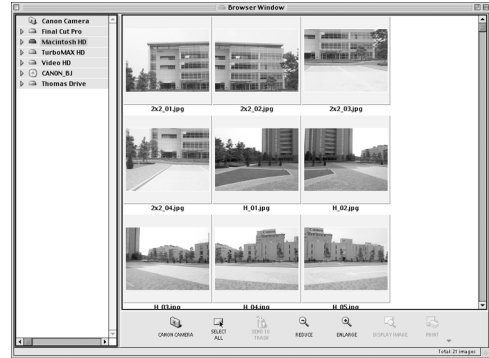 Browser Window
Canon Camera
Final Cut Pro
Macintosh HD
TurboMAX HD
Video HD
CANON_BJ
Thomas Drive
2x2_01.jpg
2x2_02.jpg
2x2_03.jpg
2x2_04.jpg
H_01.jpg
H_02.jpg
H_03.jpg
H_04.jpg
H_05.jpg
CANON CAMERA
SELECT ALL
SEND TO TRASH
REDUCE
ENLARGE
DISPLAY IMAGE
PRINT
Total: 21 images